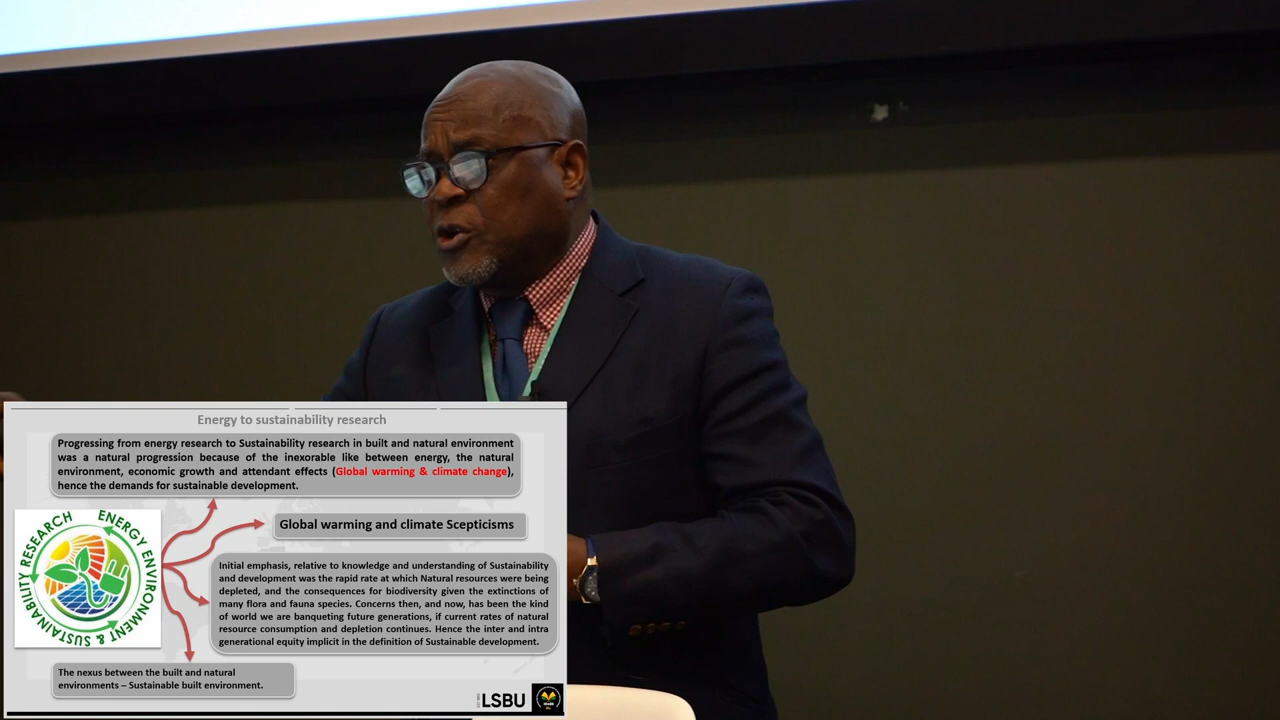 Energy to sustainability research
Progressing from energy research to Sustainability research in built and natural environment
was a natural progression because of the inexorable like between energy, the natural
environment, economic growth and attendant effects (Global warming & climate change),
hence the demands for sustainable development.
Global warming and climate Scepticisms
ENERGY ENVIRONMENT & SUSTAINABILITY RESEARCH
Initial emphasis, relative to knowledge and understanding of Sustainability
and development was the rapid rate at which Natural resources were being
depleted, and the consequences for biodiversity given the extinctions of
many flora and fauna species. Concerns then, and now, has been the kind
of world we are banqueting future generations, if current rates of natural
resource consumption and depletion continues. Hence the inter and intra
generational equity implicit in the definition of Sustainable development.
The nexus between the built and natural
environments – Sustainable built environment.
LSBU